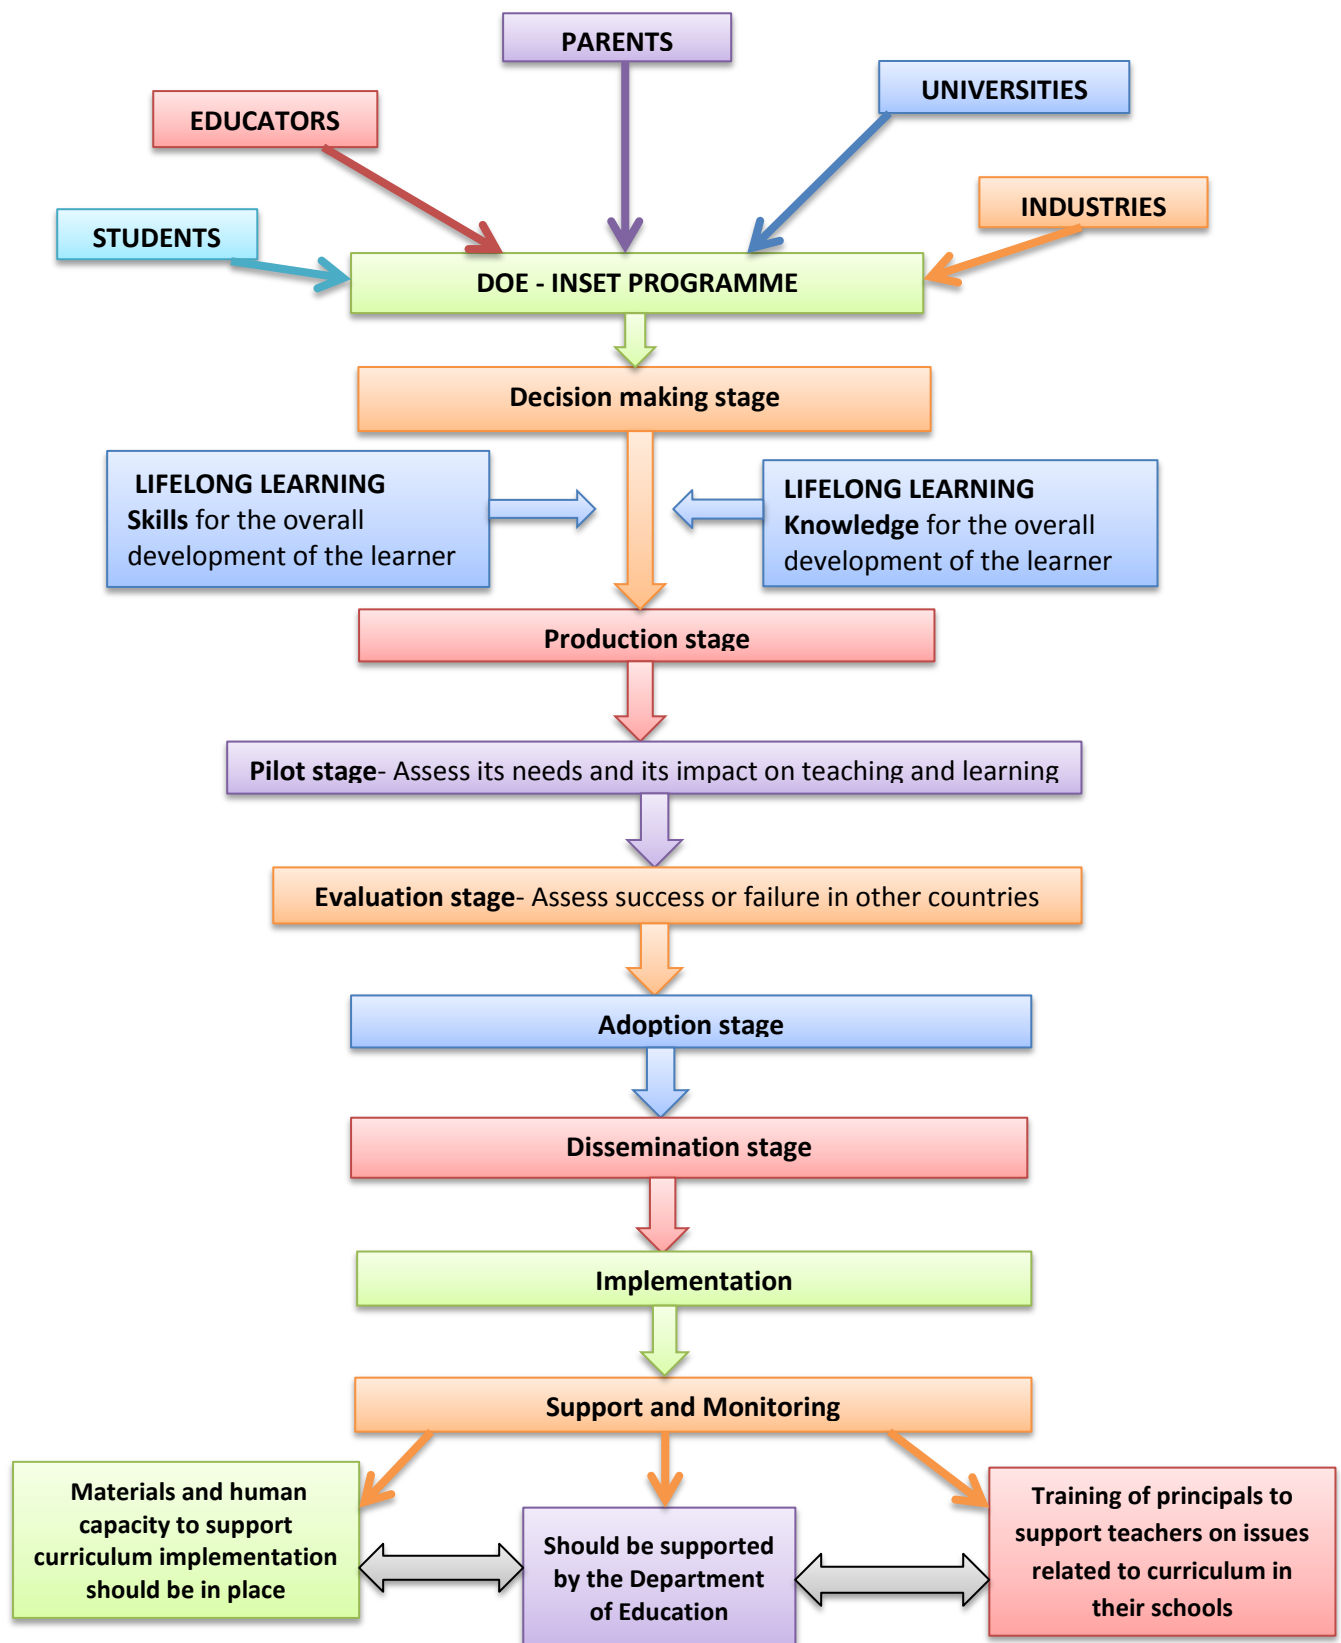 PARENTS
UNIVERSITIES
EDUCATORS
INDUSTRIES
STUDENTS
DOE - INSET PROGRAMME
Decision making stage
LIFELONG LEARNING
Skills for the overall
development of the learner
LIFELONG LEARNING
Knowledge for the overall
development of the learner
Production stage
Pilot stage- Assess its needs and its impact on teaching and learning
Evaluation stage- Assess success or failure in other countries
Adoption stage
Dissemination stage
Implementation
Support and Monitoring
Materials and human
capacity to support
curriculum implementation
should be in place
Should be supported
by the Department
of Education
Training of principals to
support teachers on issues
related to curriculum in
their schools